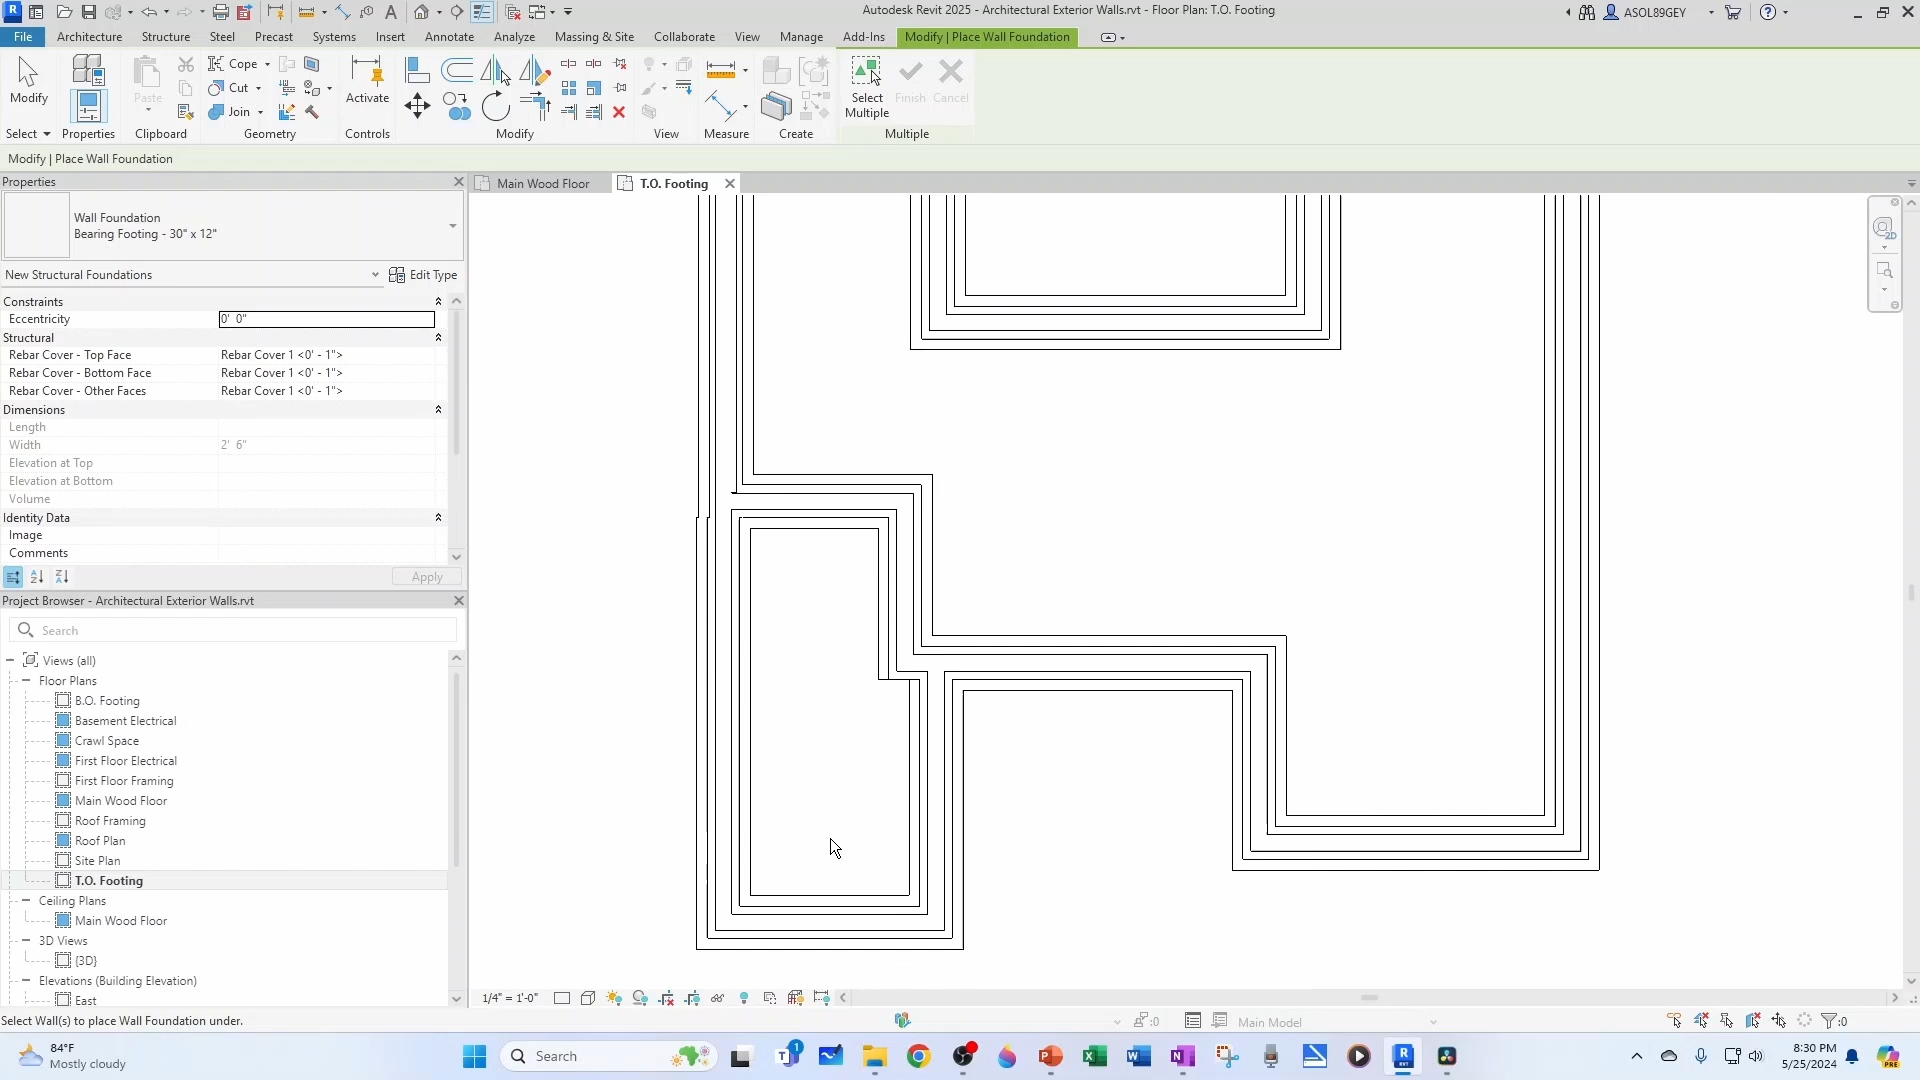 Autodesk Revit 2025 - Architectural Exterior Walls.rvt - Floor Plan: T.O. Footing
ASOL89GEY
File
Architecture
Structure
Steel
Precast
Systems
Insert
Annotate
Analyze
Massing & Site
Collaborate
View
Manage
Add-Ins
Modify | Place Wall Foundation
Modify
Select
Properties
Paste
Clipboard
Cope
Cut
Join
Geometry
Activate
Controls
Modify
View
Measure
Create
Select
Multiple
Finish
Cancel
Multiple
Modify | Place Wall Foundation
Properties
Wall Foundation
Bearing Footing - 30" x 12"
New Structural Foundations
Edit Type
Constraints
Eccentricity
0'  0"
Structural
Rebar Cover - Top Face
Rebar Cover 1 <0' - 1">
Rebar Cover - Bottom Face
Rebar Cover 1 <0' - 1">
Rebar Cover - Other Faces
Rebar Cover 1 <0' - 1">
Dimensions
Length
Width
2'  6"
Elevation at Top
Elevation at Bottom
Volume
Identity Data
Image
Comments
Apply
Project Browser - Architectural Exterior Walls.rvt
Search
Views (all)
Floor Plans
B.O. Footing
Basement Electrical
Crawl Space
First Floor Electrical
First Floor Framing
Main Wood Floor
Roof Framing
Roof Plan
Site Plan
T.O. Footing
Ceiling Plans
Main Wood Floor
3D Views
{3D}
Elevations (Building Elevation)
East
Main Wood Floor
T.O. Footing
2D
1/4" = 1'-0"
Select Wall(s) to place Wall Foundation under.
:0
Main Model
:0
84°F
Mostly cloudy
Search
1
8:30 PM
5/25/2024